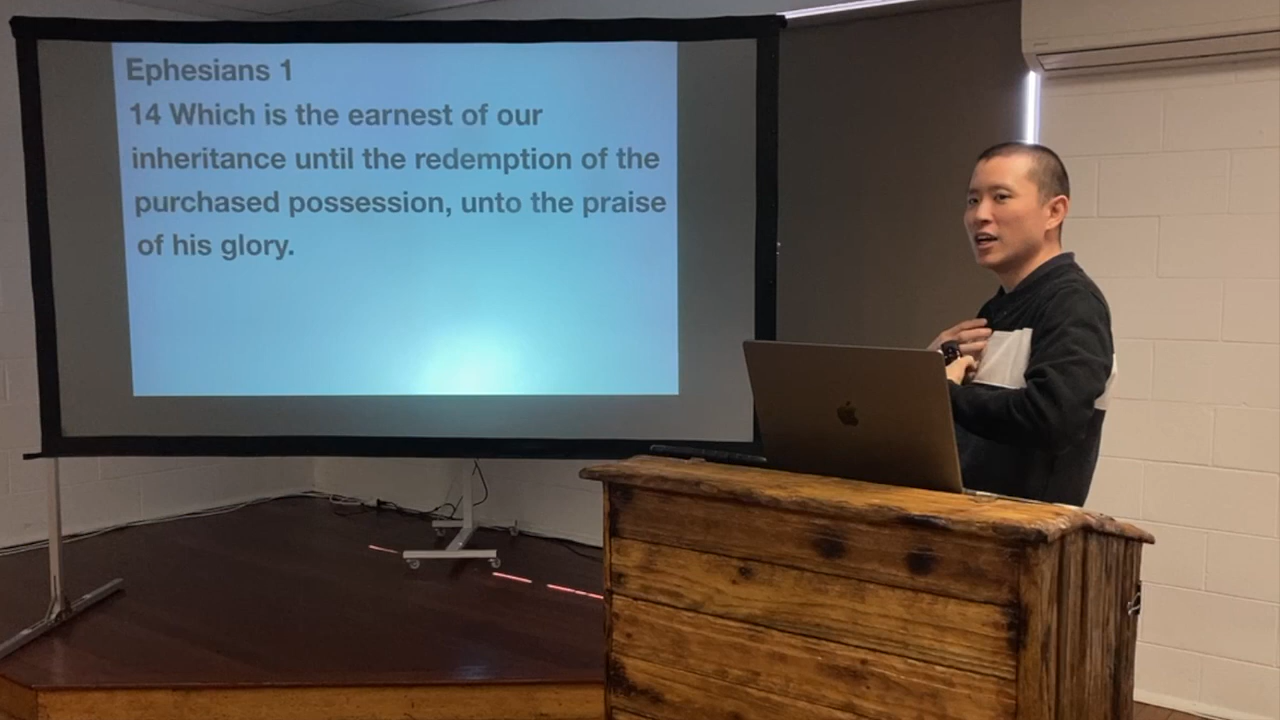 Ephesians 1
14 Which is the earnest of our
inheritance until the redemption of the
purchased possession, unto the praise
of his glory.